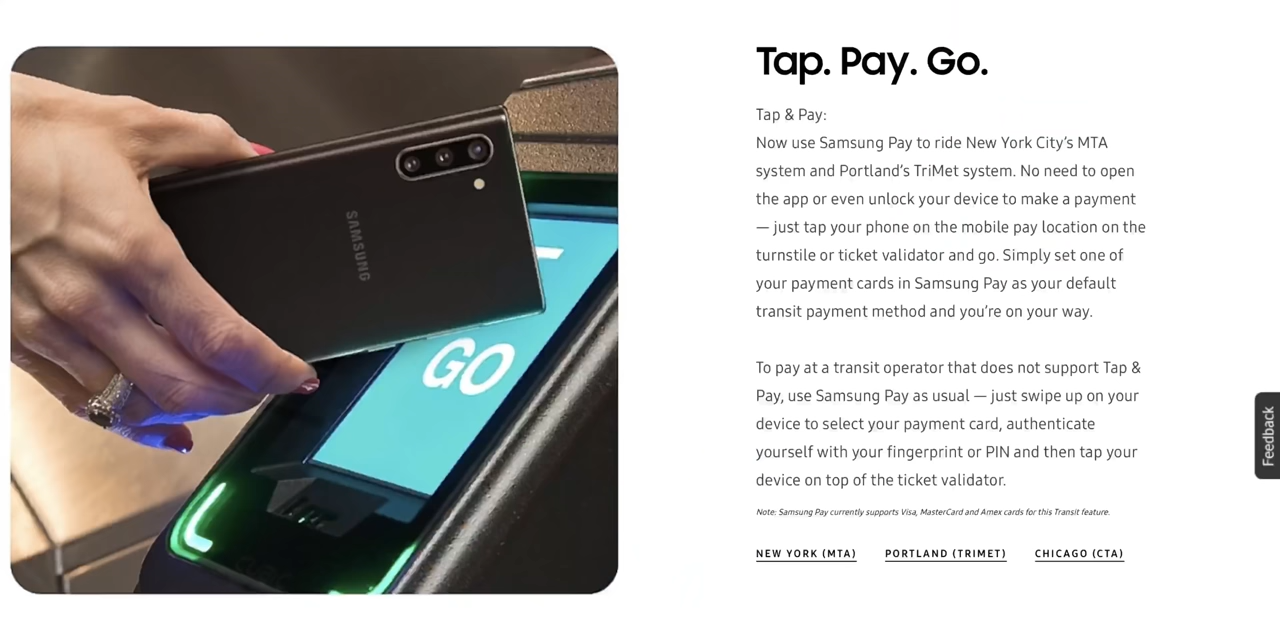 Tap. Pay. Go.
Tap & Pay:
Now use Samsung Pay to ride New York City’s MTA
system and Portland’s TriMet system. No need to open
the app or even unlock your device to make a payment
— just tap your phone on the mobile pay location on the
turnstile or ticket validator and go. Simply set one of
your payment cards in Samsung Pay as your default
transit payment method and you’re on your way.
To pay at a transit operator that does not support Tap &
Pay, use Samsung Pay as usual — just swipe up on your
device to select your payment card, authenticate
yourself with your fingerprint or PIN and then tap your
device on top of the ticket validator.
Note: Samsung Pay currently supports Visa, MasterCard and Amex cards for this Transit feature.
NEW YORK (MTA) PORTLAND (TRIMET) CHICAGO (CTA)
SAMSUNG
GO
Feedback